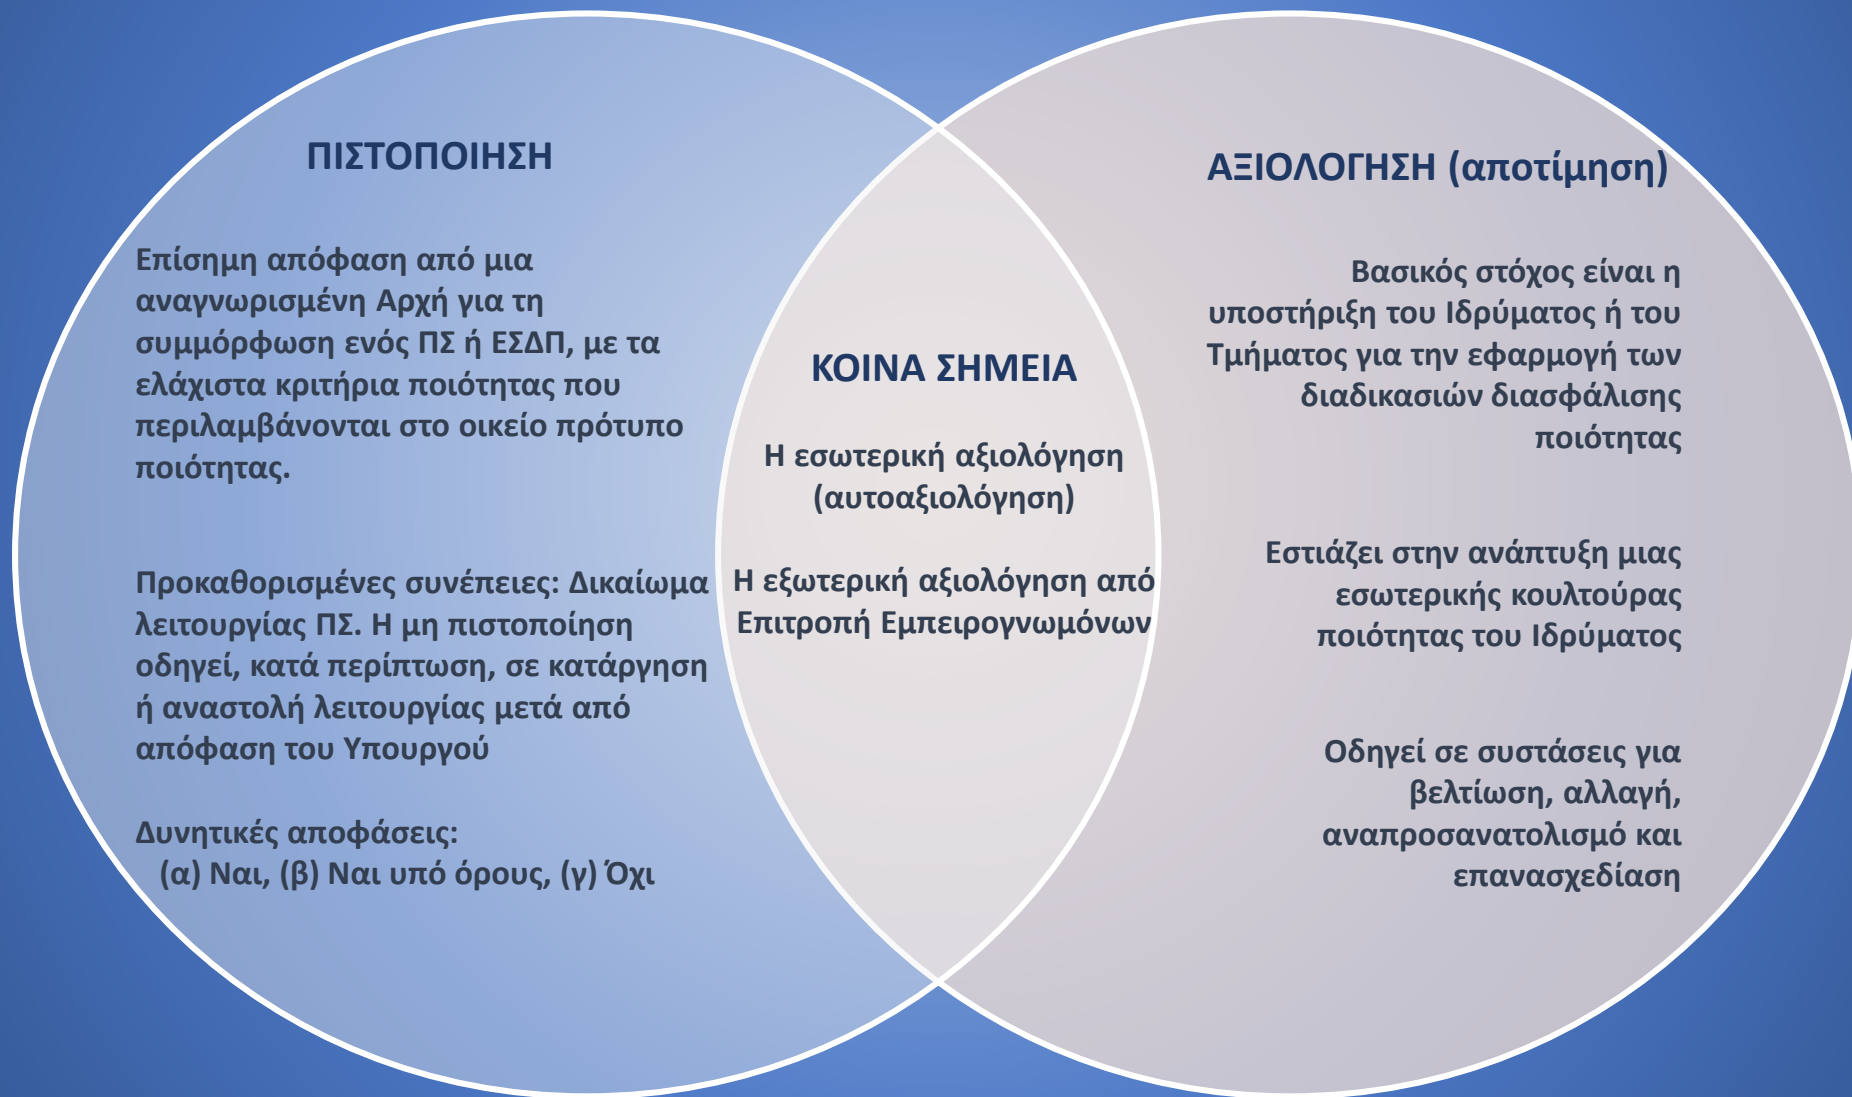 ΠΙΣΤΟΠΟΙΗΣΗ
Επίσημη απόφαση από μια
αναγνωρισμένη Αρχή για τη
συμμόρφωση ενός ΠΣ ή ΕΣΔΠ, με τα
ελάχιστα κριτήρια ποιότητας που
περιλαμβάνονται στο οικείο πρότυπο
ποιότητας.
Προκαθορισμένες συνέπειες: Δικαίωμα
λειτουργίας ΠΣ. Η μη πιστοποίηση
οδηγεί, κατά περίπτωση, σε κατάργηση
ή αναστολή λειτουργίας μετά από
απόφαση του Υπουργού
Δυνητικές αποφάσεις:
(α) Ναι, (β) Ναι υπό όρους, (γ) Όχι
ΚΟΙΝΑ ΣΗΜΕΙΑ
Η εσωτερική αξιολόγηση
(αυτοαξιολόγηση)
Η εξωτερική αξιολόγηση από
Επιτροπή Εμπειρογνωμόνων
ΑΞΙΟΛΟΓΗΣΗ (αποτίμηση)
Βασικός στόχος είναι η
υποστήριξη του Ιδρύματος ή του
Τμήματος για την εφαρμογή των
διαδικασιών διασφάλισης
ποιότητας
Εστιάζει στην ανάπτυξη μιας
εσωτερικής κουλτούρας
ποιότητας του Ιδρύματος
Οδηγεί σε συστάσεις για
βελτίωση, αλλαγή,
αναπροσανατολισμό και
επανασχεδίαση